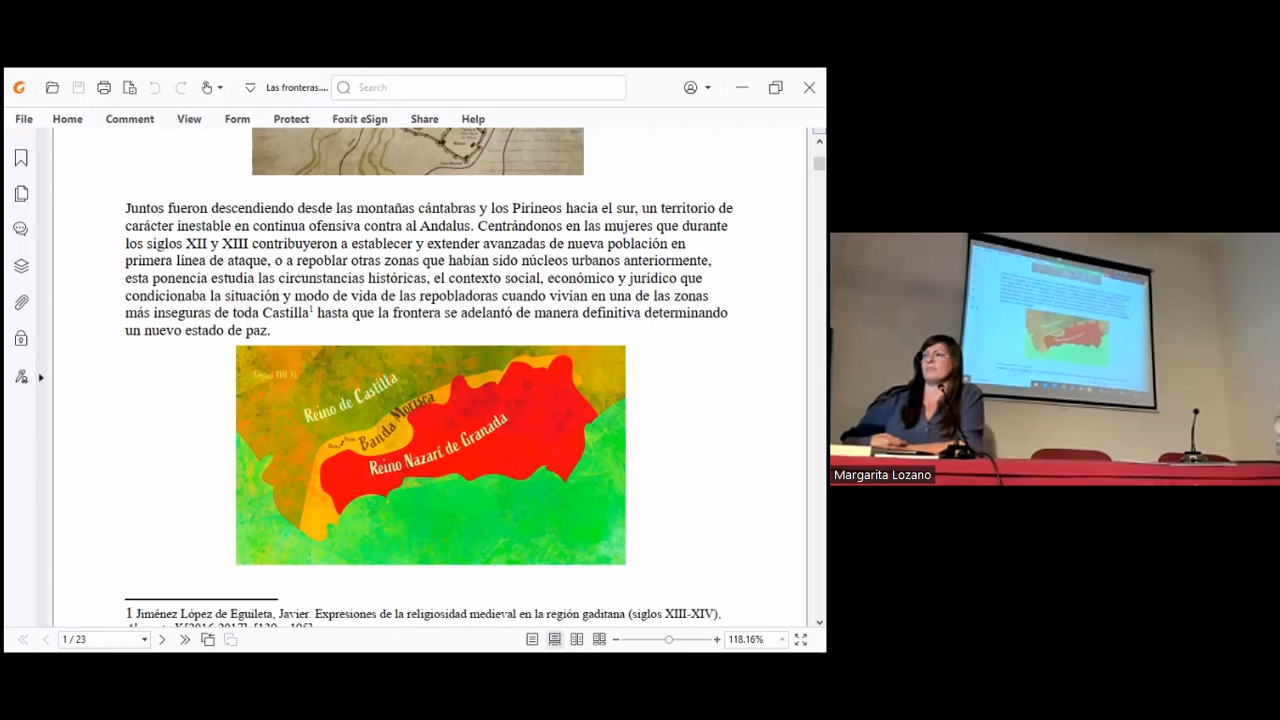 Las fronteras....
Search
File Home Comment View Form Protect Foxit eSign Share Help
Juntos fueron descendiendo desde las montañas cántabras y los Pirineos hacia el sur, un territorio de
carácter inestable en continua ofensiva contra al Andalus. Centrándonos en las mujeres que durante
los siglos XII y XIII contribuyeron a establecer y extender avanzadas de nueva población en
primera línea de ataque, o a repoblar otras zonas que habían sido núcleos urbanos anteriormente,
esta ponencia estudia las circunstancias históricas, el contexto social, económico y jurídico que
condicionaba la situación y modo de vida de las repobladoras cuando vivían en una de las zonas
más inseguras de toda Castilla1 hasta que la frontera se adelantó de manera definitiva determinando
un nuevo estado de paz.
Reino de Castilla
Banda Morisca
Reino Nazarí de Granada
1 Jiménez López de Eguileta, Javier. Expresiones de la religiosidad medieval en la región gaditana (siglos XIII-XIV),
1 / 23
118.16%
Margarita Lozano